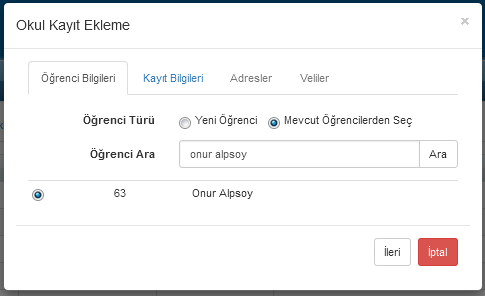 Okul Kayıt Ekleme ×
Öğrenci Bilgileri Kayıt Bilgileri Adresler Veliler
Öğrenci Türü Yeni Öğrenci Mevcut Öğrencilerden Seç
Öğrenci Ara onur alpsoy Ara
63 Onur Alpsoy
İleri İptal